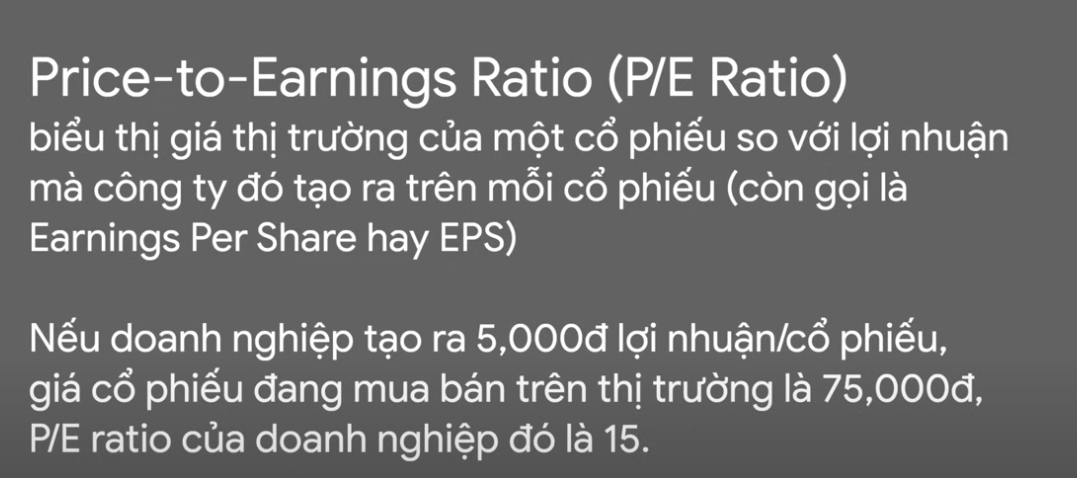 Price-to-Earnings Ratio (P/E Ratio)
biểu thị giá thị trường của một cổ phiếu so với lợi nhuận
mà công ty đó tạo ra trên mỗi cổ phiếu (còn gọi là
Earnings Per Share hay EPS)
Nếu doanh nghiệp tạo ra 5,000đ lợi nhuận/cổ phiếu,
giá cổ phiếu đang mua bán trên thị trường là 75,000đ,
P/E ratio của doanh nghiệp đó là 15.